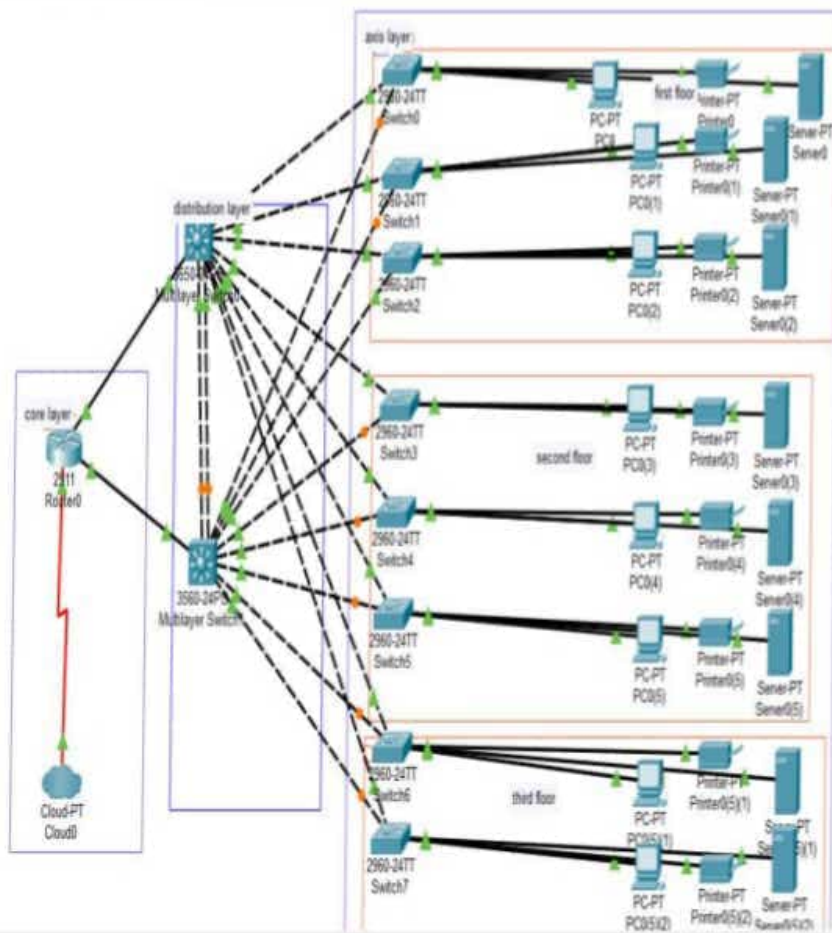 axis layer
2960-24TT
Switch0
PC-PT
PC0
first floor
Printer-PT
Printer0
Server-PT
Server0
2960-24TT
Switch1
PC-PT
PC0(1)
Printer-PT
Printer0(1)
Server-PT
Server0(1)
distribution layer
Multilayer
2960-24TT
Switch2
PC-PT
PC0(2)
Printer-PT
Printer0(2)
Server-PT
Server0(2)
core layer
Router0
2960-24TT
Switch3
second floor
PC-PT
PC0(3)
Printer-PT
Printer0(3)
Server-PT
Server0(3)
2960-24TT
Switch4
PC-PT
PC0(4)
Printer-PT
Printer0(4)
Server-PT
Server0(4)
Multilayer Switch
2960-24TT
Switch5
PC-PT
PC0(5)
Printer-PT
Printer0(5)
Server-PT
Server0(5)
Cloud-PT
Cloud0
2960-24TT
Switch6
third floor
PC-PT
PC0(5)(1)
Printer-PT
Printer0(5)(1)
2960-24TT
Switch7
PC-PT
PC0(5)(2)
Printer-PT
Printer0(5)(2)
Server-PT
Server0(5)(2)